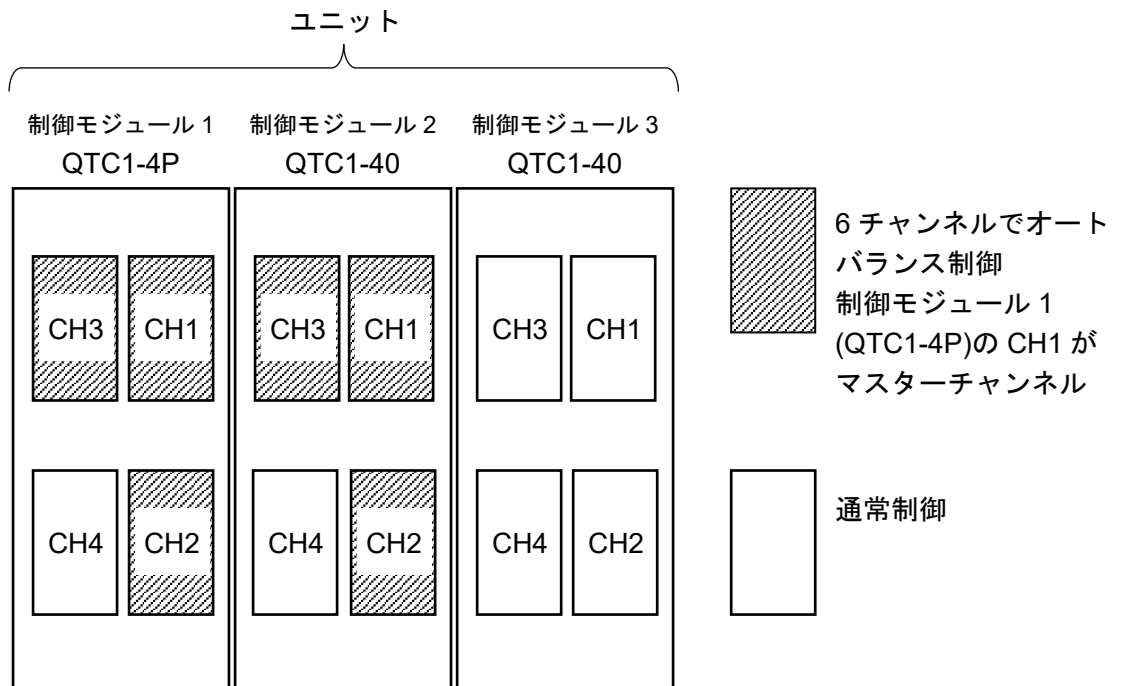 ユニット
制御モジュール 1
QTC1-4P
制御モジュール 2
QTC1-40
制御モジュール 3
QTC1-40
CH3 CH1
CH4 CH2
CH3 CH1
CH4 CH2
CH3 CH1
CH4 CH2
6 チャンネルでオート
バランス制御
制御モジュール 1
(QTC1-4P)の CH1 が
マスターチャンネル
通常制御